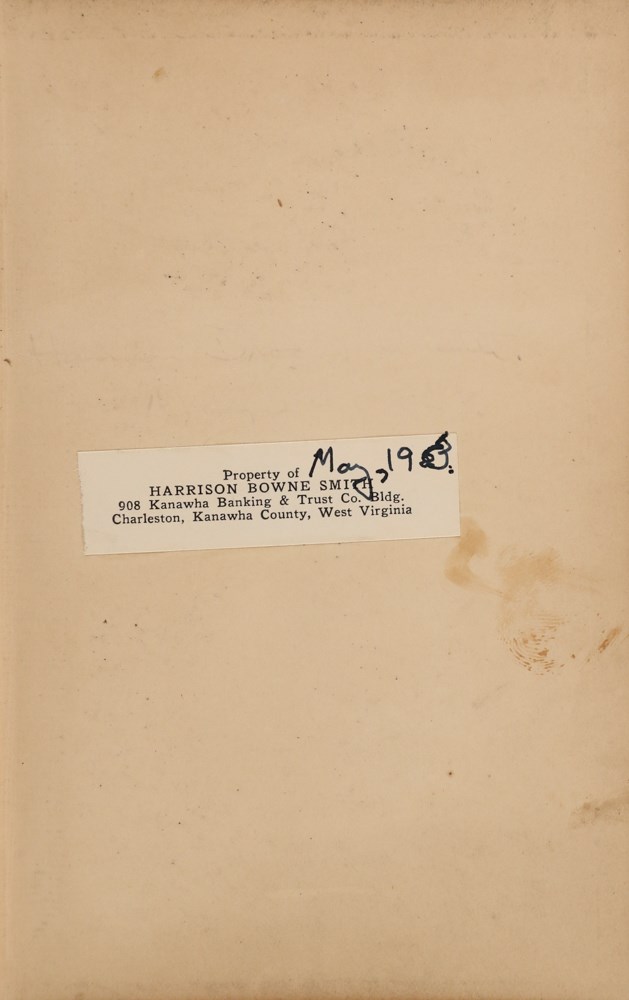 May, 19
Property of
HARRISON BOWNE SMITH
908 Kanawha Banking & Trust Co. Bldg.
Charleston, Kanawha County, West Virginia